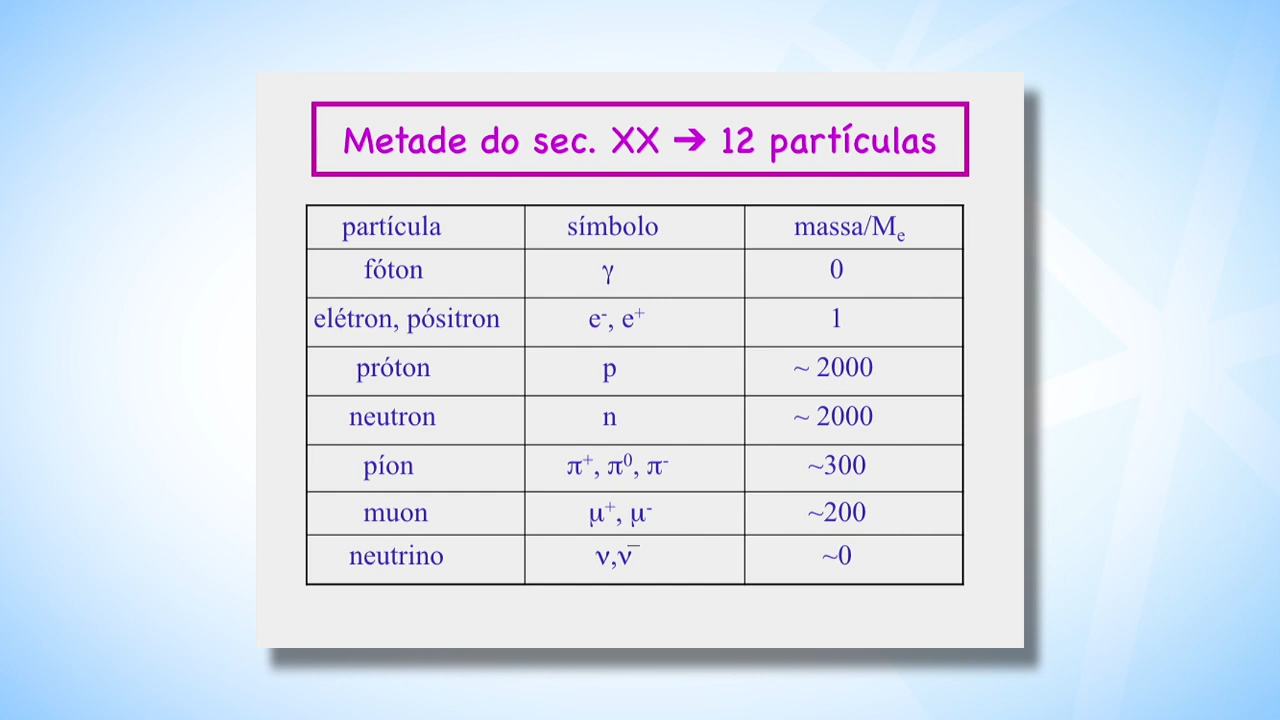 Metade do sec. XX ➔ 12 partículas
partícula símbolo massa/Mₑ
fóton γ 0
elétron, pósitron e⁻, e⁺ 1
próton p ~ 2000
neutron n ~ 2000
píon π⁺, π⁰, π⁻ ~300
muon μ⁺, μ⁻ ~200
neutrino ν,ν̅ ~0